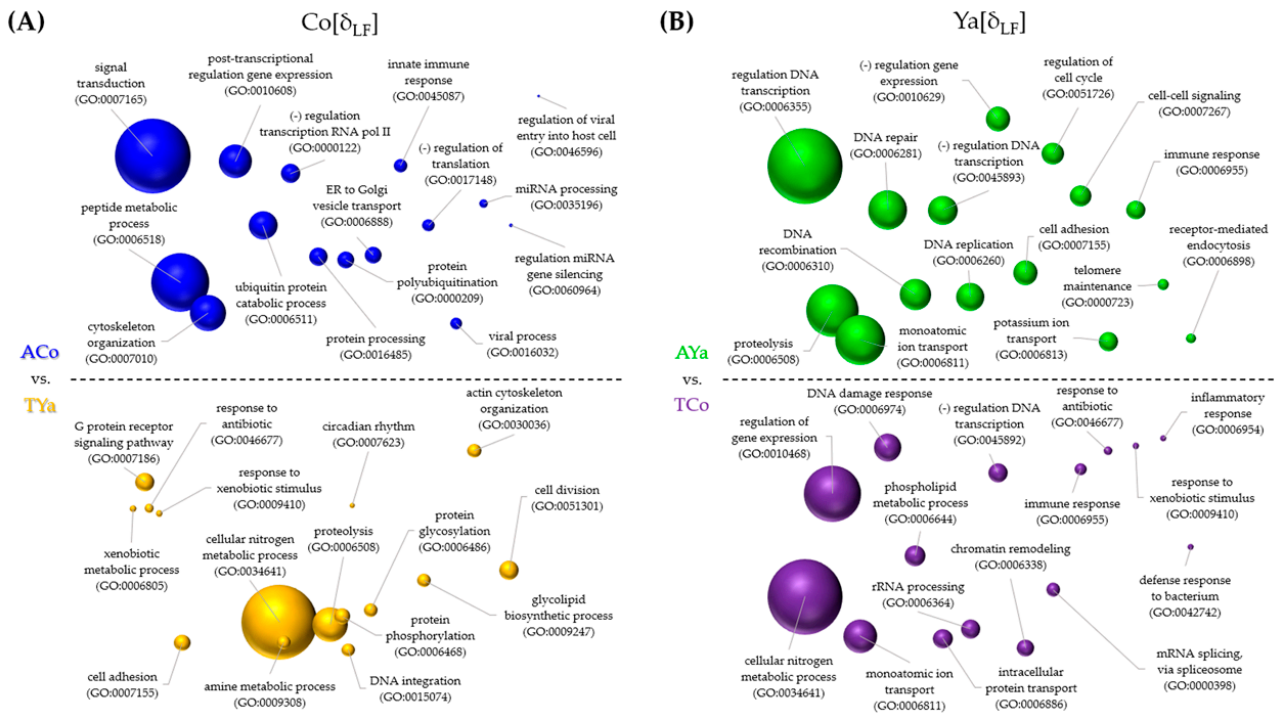 (A)
Co[δLF]
signal
transduction
(GO:0007165)
post-transcriptional
regulation gene expression
(GO:0010608)
(-) regulation
transcription RNA pol II
(GO:0000122)
innate immune
response
(GO:0045087)
regulation of viral
entry into host cell
(GO:0046596)
(-) regulation of
translation
(GO:0017148)
miRNA processing
(GO:0035196)
ER to Golgi
vesicle transport
(GO:0006888)
peptide metabolic
process
(GO:0006518)
regulation miRNA
gene silencing
(GO:0060964)
protein
polyubiquitination
(GO:0000209)
ubiquitin protein
catabolic process
(GO:0006511)
cytoskeleton
organization
(GO:0007010)
protein processing
(GO:0016485)
viral process
(GO:0016032)
ACo
vs.
TYa
G protein receptor
signaling pathway
(GO:0007186)
response to
antibiotic
(GO:0046677)
circadian rhythm
(GO:0007623)
actin cytoskeleton
organization
(GO:0030036)
response to
xenobiotic stimulus
(GO:0009410)
cell division
(GO:0051301)
protein
glycosylation
(GO:0006486)
proteolysis
(GO:0006508)
cellular nitrogen
metabolic process
(GO:0034641)
xenobiotic
metabolic process
(GO:0006805)
glycolipid
biosynthetic process
(GO:0009247)
protein
phosphorylation
(GO:0006468)
cell adhesion
(GO:0007155)
amine metabolic process
(GO:0009308)
DNA integration
(GO:0015074)
(B)
Ya[δLF]
regulation DNA
transcription
(GO:0006355)
(-) regulation gene
expression
(GO:0010629)
regulation of
cell cycle
(GO:0051726)
cell-cell signaling
(GO:0007267)
DNA repair
(GO:0006281)
(-) regulation DNA
transcription
(GO:0045893)
immune response
(GO:0006955)
DNA
recombination
(GO:0006310)
DNA replication
(GO:0006260)
cell adhesion
(GO:0007155)
receptor-mediated
endocytosis
(GO:0006898)
telomere
maintenance
(GO:0000723)
proteolysis
(GO:0006508)
monoatomic
ion transport
(GO:0006811)
potassium ion
transport
(GO:0006813)
AYa
vs.
TCo
regulation of
gene expression
(GO:0010468)
DNA damage response
(GO:0006974)
(-) regulation DNA
transcription
(GO:0045892)
response to
antibiotic
(GO:0046677)
inflammatory
response
(GO:0006954)
phospholipid
metabolic process
(GO:0006644)
immune response
(GO:0006955)
response to
xenobiotic stimulus
(GO:0009410)
chromatin remodeling
(GO:0006338)
rRNA processing
(GO:0006364)
defense response
to bacterium
(GO:0042742)
cellular nitrogen
metabolic process
(GO:0034641)
monoatomic ion
transport
(GO:0006811)
intracellular
protein transport
(GO:0006886)
mRNA splicing,
via spliceosome
(GO:0000398)